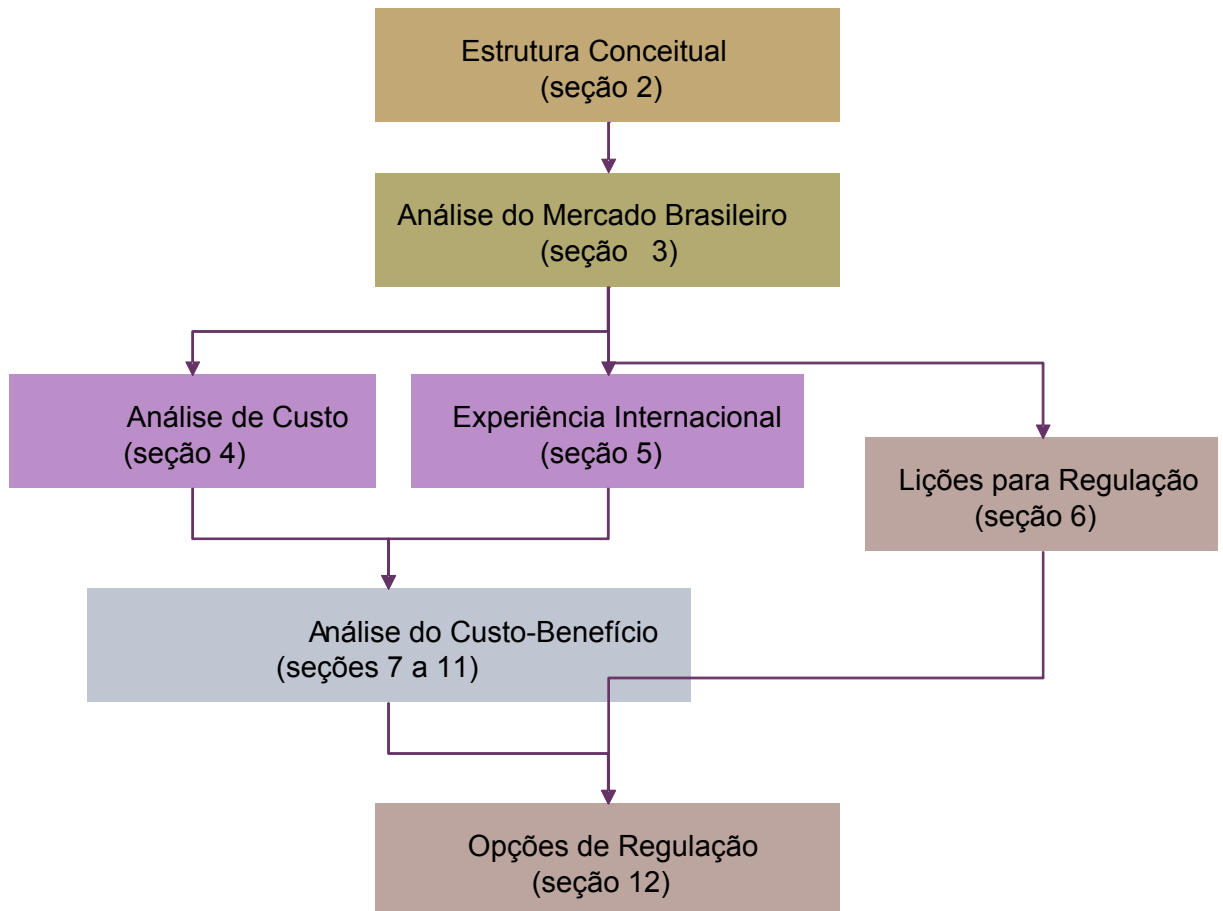 Estrutura Conceitual
(seção 2)
Análise do Mercado Brasileiro
(seção 3)
Análise de Custo
(seção 4)
Experiência Internacional
(seção 5)
Lições para Regulação
(seção 6)
Análise do Custo-Benefício
(seções 7 a 11)
Opções de Regulação
(seção 12)